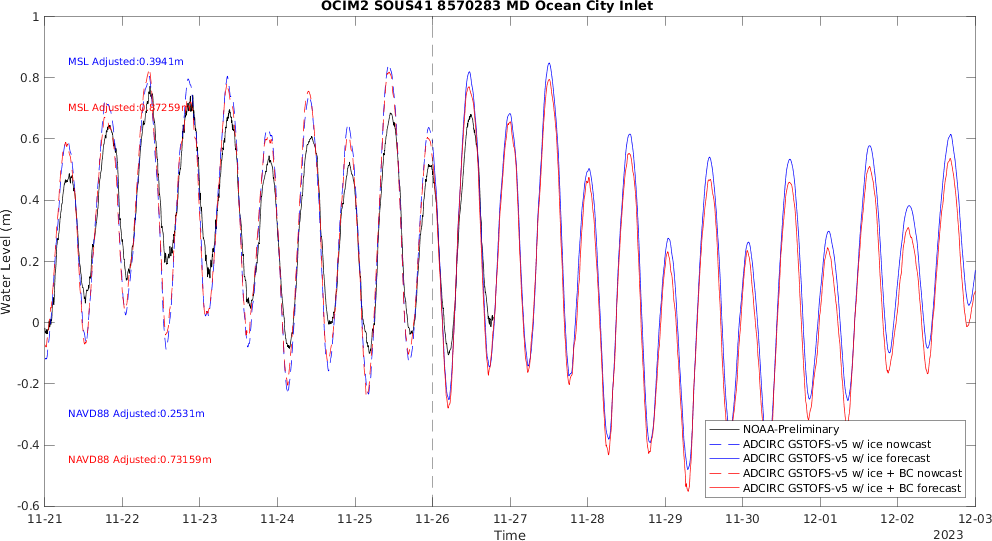 OCIM2 SOUS41 8570283 MD Ocean City Inlet
1
0.8
0.6
0.4
0.2
0
-0.2
-0.4
-0.6
Water Level (m)
MSL Adjusted:0.3941m
MSL Adjusted:0.87259m
NAVD88 Adjusted:0.2531m
NAVD88 Adjusted:0.73159m
NOAA-Preliminary
ADCIRC GSTOFS-v5 w/ ice nowcast
ADCIRC GSTOFS-v5 w/ ice forecast
ADCIRC GSTOFS-v5 w/ ice + BC nowcast
ADCIRC GSTOFS-v5 w/ ice + BC forecast
11-21 11-22 11-23 11-24 11-25 11-26 11-27 11-28 11-29 11-30 12-01 12-02 12-03
Time
2023